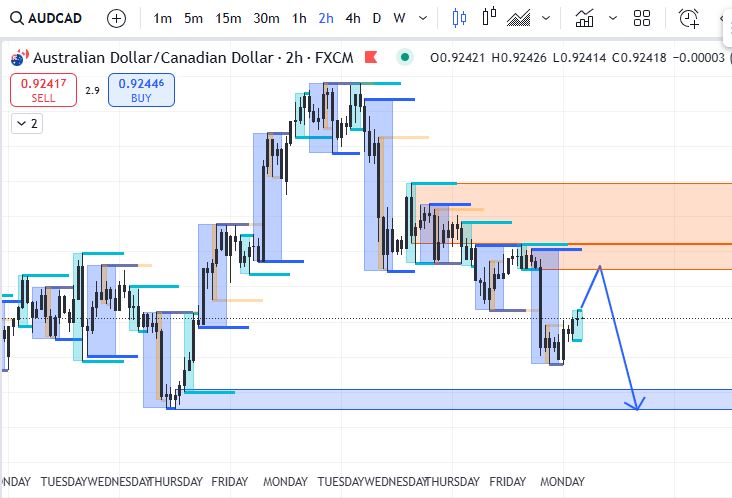 AUDCAD 1m 5m 15m 30m 1h 2h 4h D W
Australian Dollar/Canadian Dollar · 2h · FXCM O0.92421 H0.92426 L0.92414 C0.92418 −0.00003 (
0.92417 SELL 2.9 0.92446 BUY
2
NDAY TUESDAY WEDNESDAY THURSDAY FRIDAY MONDAY TUESDAY WEDNESDAY THURSDAY FRIDAY MONDAY